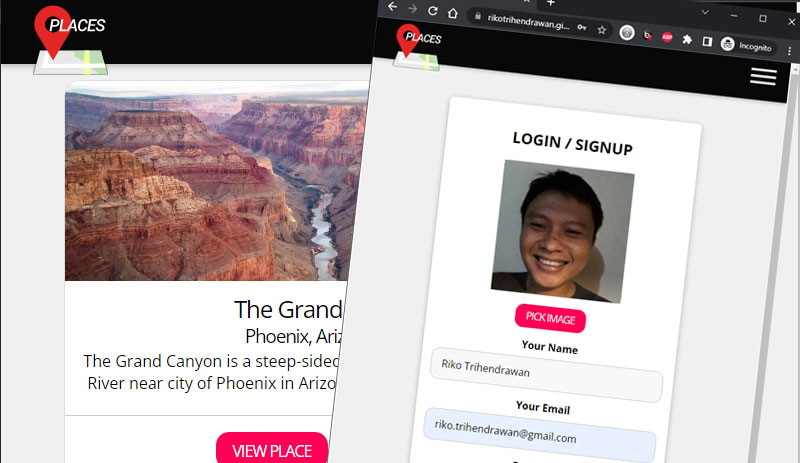 PLACES
The Grand
Phoenix, Ariz
The Grand Canyon is a steep-sided
River near city of Phoenix in Arizo
VIEW PLACE
rikotrihendrawan.gi...
ABP
Incognito
PLACES
LOGIN / SIGNUP
PICK IMAGE
Your Name
Riko Trihendrawan
Your Email
riko.trihendrawan@gmail.com